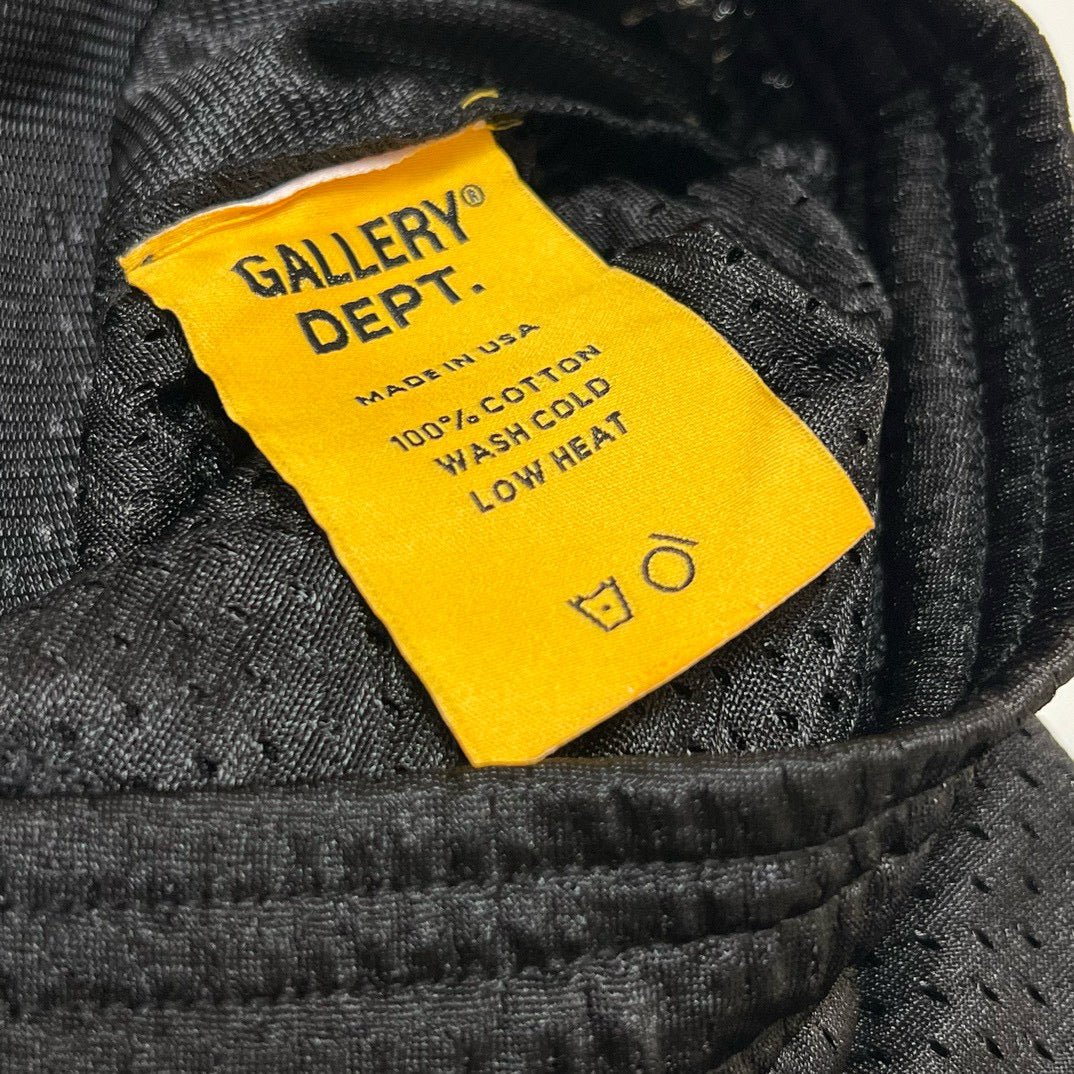 GALLERY®
DEPT.
MADE IN USA
100% COTTON
WASH COLD
LOW HEAT